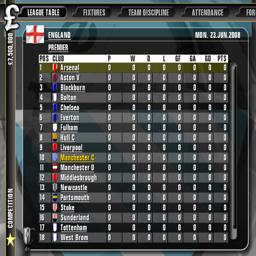 LEAGUE TABLE FIXTURES TEAM DISCIPLINE ATTENDANCE FOR
£7,593,600
ENGLAND MON. 23.JUN.2008
PREMIER
POS CLUB P W D L GF GA GD PTS
1 Arsenal 0 0 0 0 0 0 0 0
2 Aston V 0 0 0 0 0 0 0 0
3 Blackburn 0 0 0 0 0 0 0 0
4 Bolton 0 0 0 0 0 0 0 0
5 Chelsea 0 0 0 0 0 0 0 0
6 Everton 0 0 0 0 0 0 0 0
7 Fulham 0 0 0 0 0 0 0 0
8 Hull C 0 0 0 0 0 0 0 0
9 Liverpool 0 0 0 0 0 0 0 0
10 Manchester C 0 0 0 0 0 0 0 0
11 Manchester U 0 0 0 0 0 0 0 0
12 Middlesbrough 0 0 0 0 0 0 0 0
13 Newcastle 0 0 0 0 0 0 0 0
14 Portsmouth 0 0 0 0 0 0 0 0
15 Stoke 0 0 0 0 0 0 0 0
16 Sunderland 0 0 0 0 0 0 0 0
17 Tottenham 0 0 0 0 0 0 0 0
18 West Brom 0 0 0 0 0 0 0 0
COMPETITION